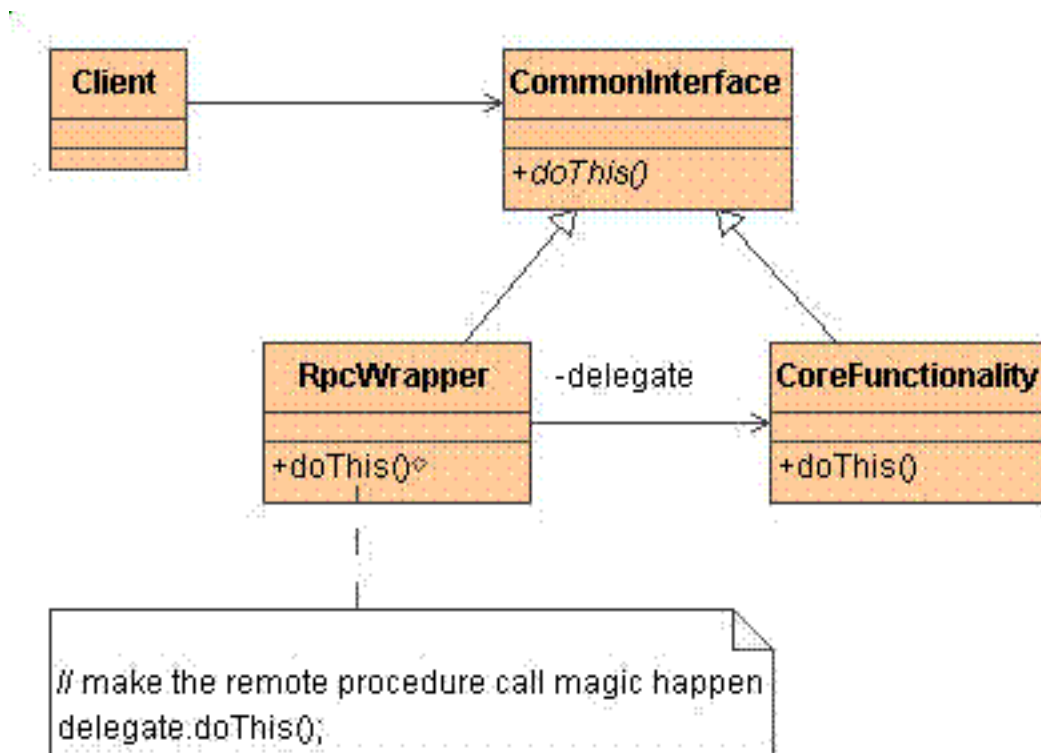 Client
CommonInterface
+doThis()
RpcWrapper
-delegate
CoreFunctionality
+doThis()
+doThis()
// make the remote procedure call magic happen
delegate.doThis();